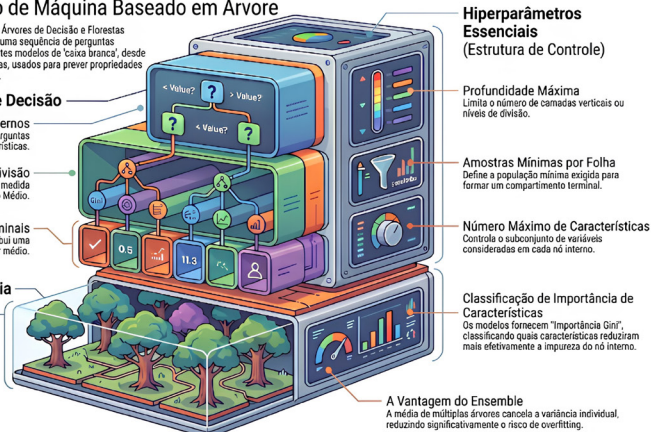 o de Máquina Baseado em Árvore
Árvores de Decisão e Florestas
uma sequência de perguntas
tes modelos de 'caixa branca', desde
as, usados para prever propriedades
e Decisão
ernos
erguntas
rísticas.
ivisão
medida
o Médio.
minais
bui uma
r médio.
ia
< Value?
?
> Value?
?
< Value?
?
Gini
0.5
11.3
Hiperparâmetros
Essenciais
(Estrutura de Controle)
Profundidade Máxima
Limita o número de camadas verticais ou
níveis de divisão.
Amostras Mínimas por Folha
Define a população mínima exigida para
formar um compartimento terminal.
Número Máximo de Características
Controla o subconjunto de variáveis
consideradas em cada nó interno.
Classificação de Importância de
Características
Os modelos fornecem "Importância Gini",
classificando quais características reduziram
mais efetivamente a impureza do nó interno.
A Vantagem do Ensemble
A média de múltiplas árvores cancela a variância individual,
reduzindo significativamente o risco de overfitting.